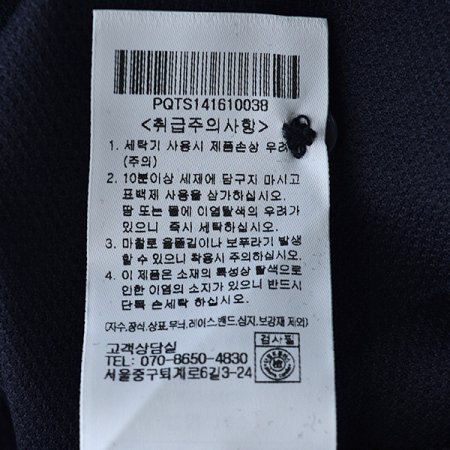 PQTS141610038
<취급주의사항>
1. 세탁기 사용시 제품손상 우려
(주의)
2. 10분이상 세제에 담구지 마시고
표백제 사용을 삼가하십시오.
땀 또는 물에 이염탈색의 우려가
있으니 즉시 세탁하십시오.
3. 마찰로 올뜯김이나 보푸라기 발생
할 수 있으니 착용시 주의하십시오.
4. 이 제품은 소재의 특성상 탈색으로
인한 이염의 소지가 있으니 반드시
단독 손세탁 하십시오.
(자수,장식,상표,무늬,레이스,밴드,심지,보강재 제외)
고객상담실
TEL: 070-8650-4830
서울중구퇴계로6길3-24
검사필